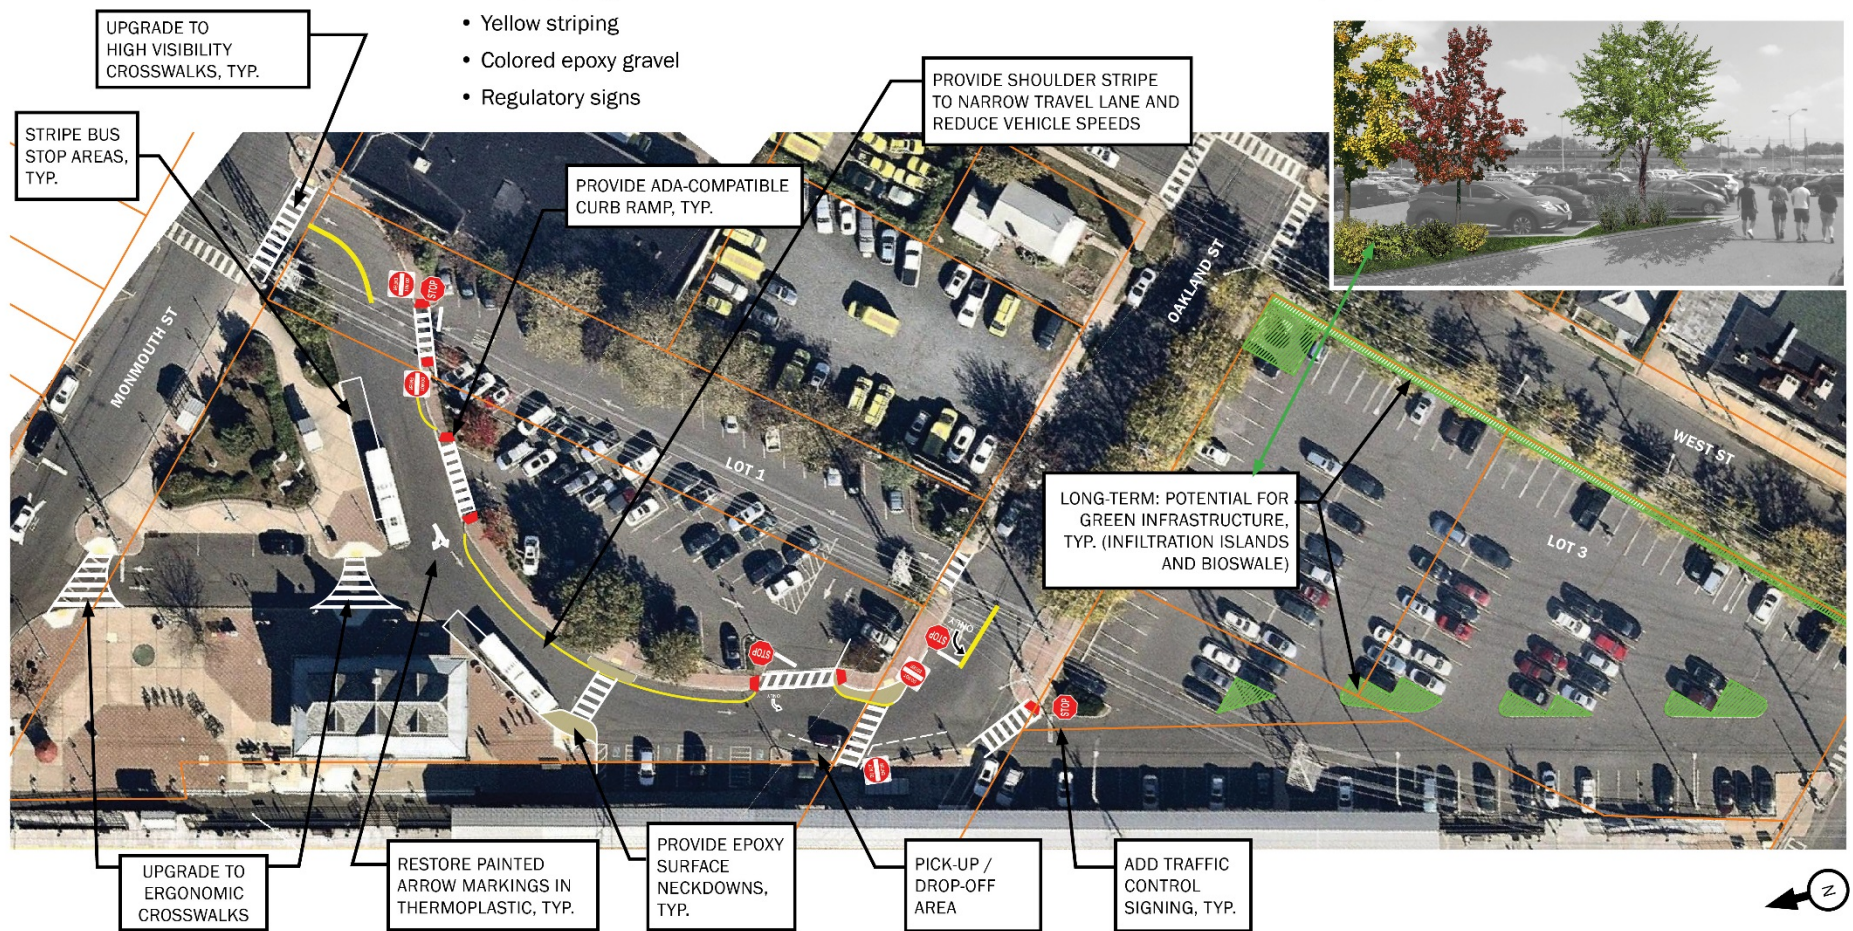 • Yellow striping
• Colored epoxy gravel
• Regulatory signs
UPGRADE TO
HIGH VISIBILITY
CROSSWALKS, TYP.
STRIPE BUS
STOP AREAS,
TYP.
PROVIDE ADA-COMPATIBLE
CURB RAMP, TYP.
PROVIDE SHOULDER STRIPE
TO NARROW TRAVEL LANE AND
REDUCE VEHICLE SPEEDS
MONMOUTH ST
OAKLAND ST
WEST ST
LOT 1
LOT 3
STOP
STOP
STOP
STOP
ONLY
ONLY
LONG-TERM: POTENTIAL FOR
GREEN INFRASTRUCTURE,
TYP. (INFILTRATION ISLANDS
AND BIOSWALE)
UPGRADE TO
ERGONOMIC
CROSSWALKS
RESTORE PAINTED
ARROW MARKINGS IN
THERMOPLASTIC, TYP.
PROVIDE EPOXY
SURFACE
NECKDOWNS,
TYP.
PICK-UP /
DROP-OFF
AREA
ADD TRAFFIC
CONTROL
SIGNING, TYP.
N